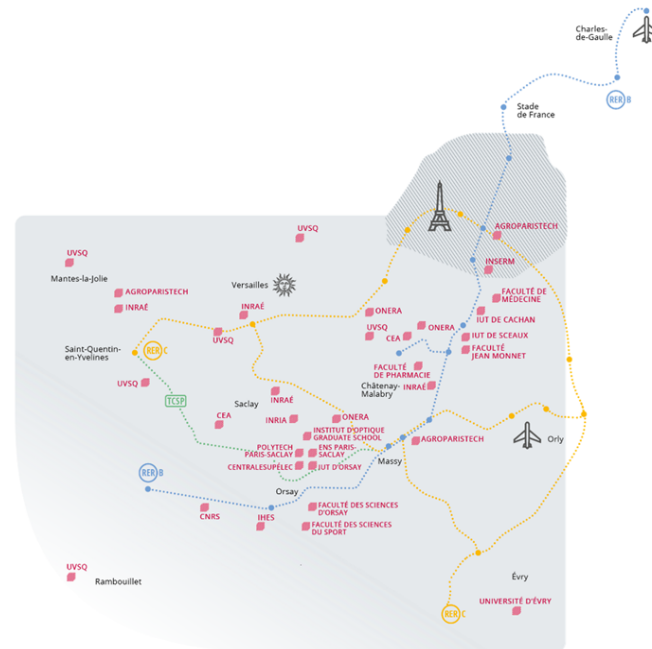 Charles-
de-Gaulle
RER B
Stade
de France
AGROPARISTECH
UVSQ
INSERM
UVSQ
Mantes-la-Jolie
Versailles
AGROPARISTECH
INRAÉ
INRAÉ
FACULTÉ DE
MÉDECINE
ONERA
IUT DE CACHAN
UVSQ
ONERA
CEA
IUT DE SCEAUX
UVSQ
Saint-Quentin-
en-Yvelines
RER C
FACULTÉ
JEAN MONNET
FACULTÉ
DE PHARMACIE
UVSQ
Châtenay-
Malabry
INRAÉ
TCSP
INRAÉ
Saclay
CEA
INRIA
ONERA
INSTITUT D'OPTIQUE
GRADUATE SCHOOL
AGROPARISTECH
Orly
POLYTECH
PARIS-SACLAY
ENS PARIS-
SACLAY
Massy
CENTRALESUPÉLEC
IUT D'ORSAY
RER B
Orsay
CNRS
IHES
FACULTÉ DES SCIENCES
D'ORSAY
FACULTÉ DES SCIENCES
DU SPORT
UVSQ
Rambouillet
Évry
UNIVERSITÉ D'ÉVRY
RER C